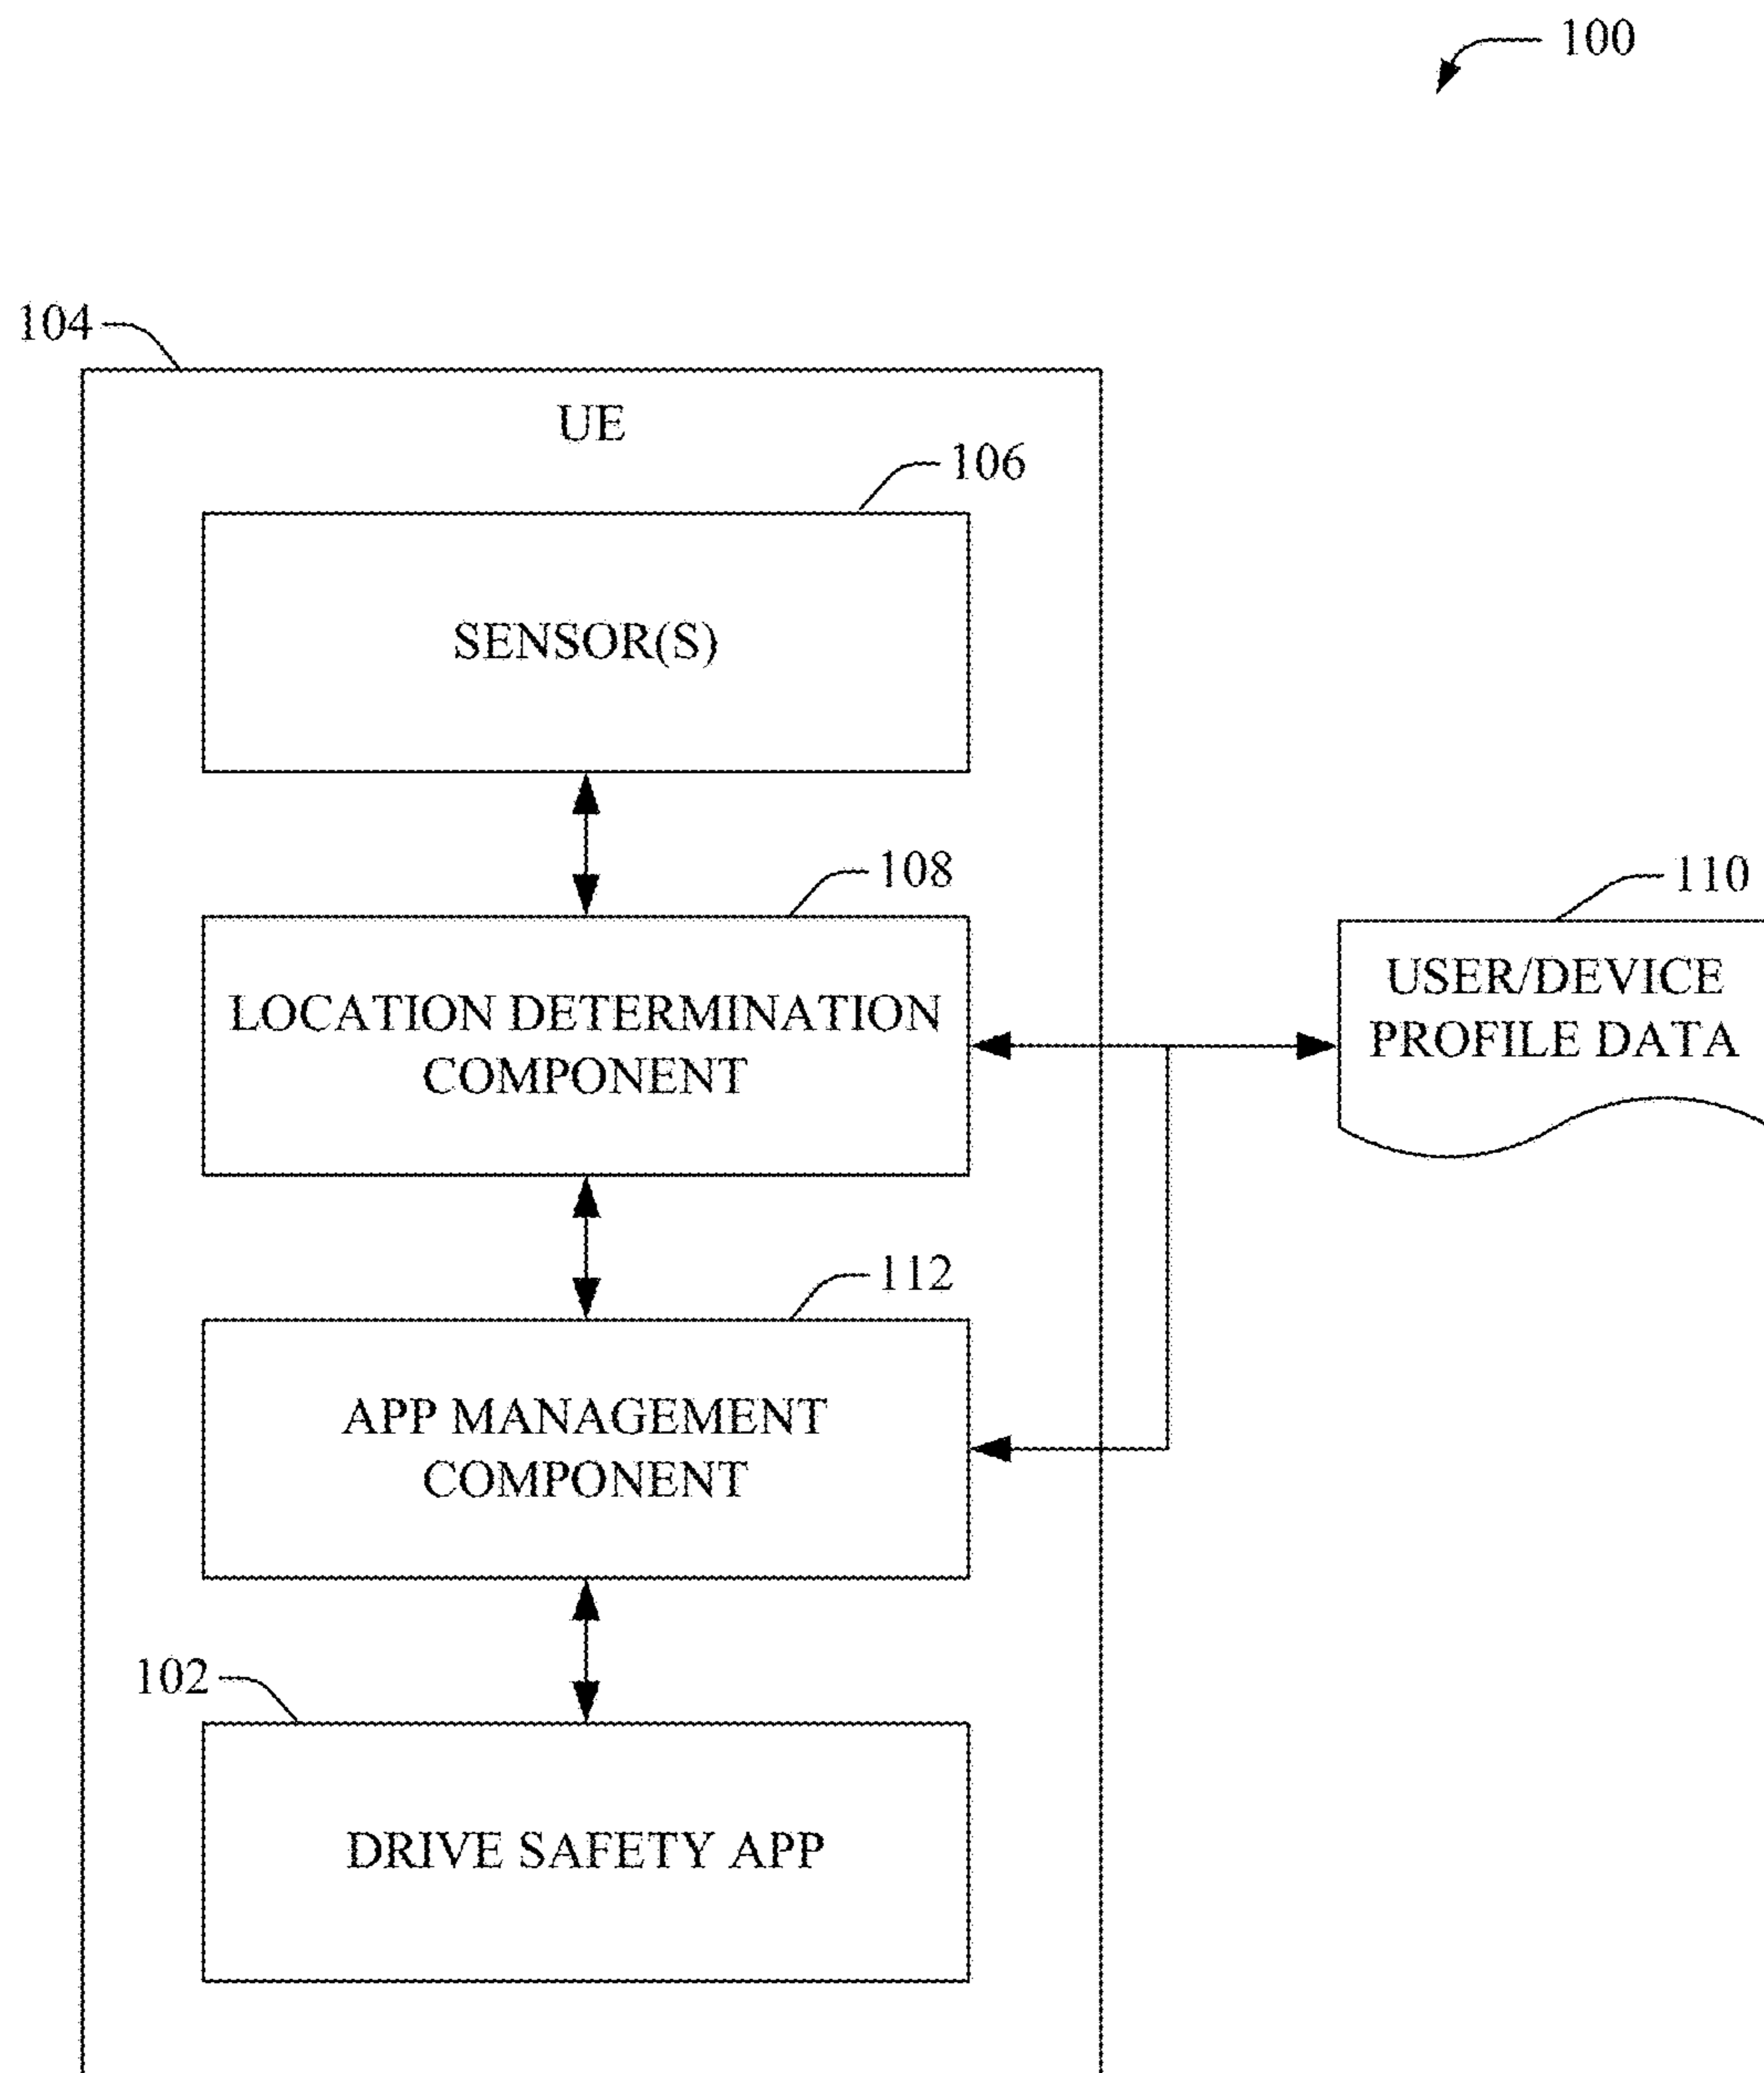 100
104
UE
106
SENSOR(S)
108
LOCATION DETERMINATION
COMPONENT
110
USER/DEVICE
PROFILE DATA
112
APP MANAGEMENT
COMPONENT
102
DRIVE SAFETY APP